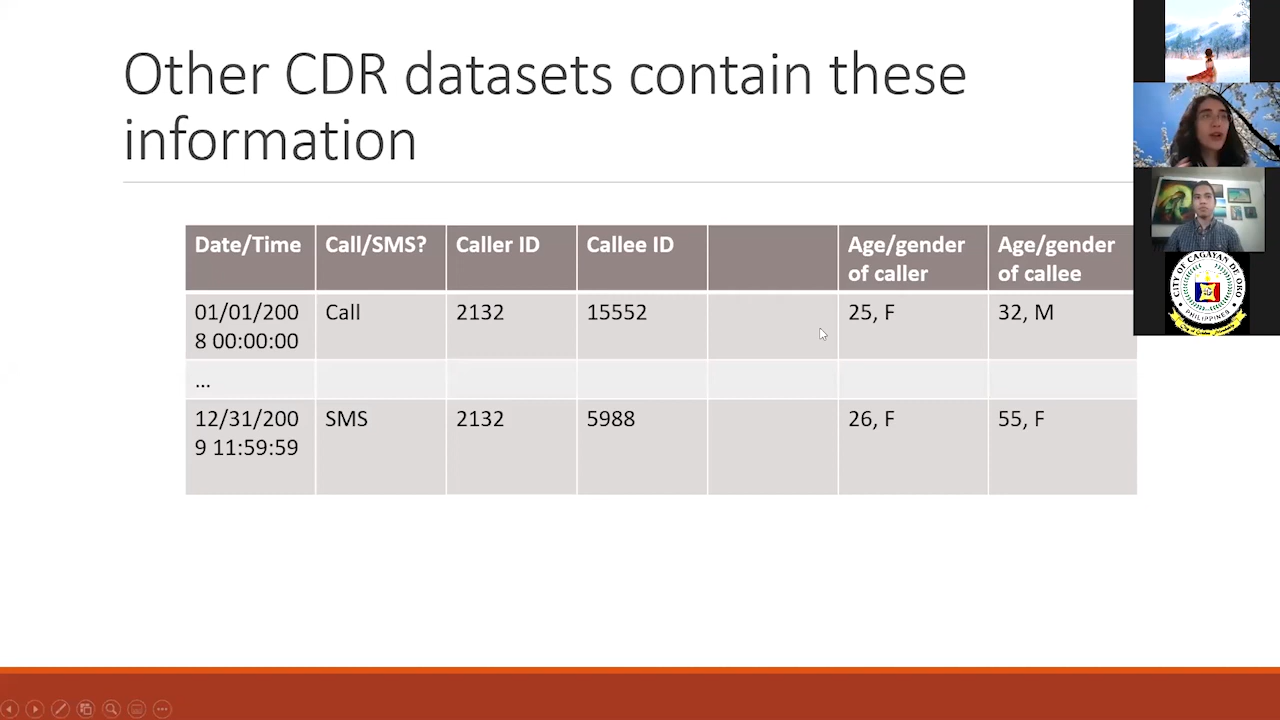 Other CDR datasets contain these
information
Date/Time Call/SMS? Caller ID Callee ID Age/gender of caller Age/gender of callee
01/01/200
8 00:00:00 Call 2132 15552 25, F 32, M
...
12/31/200
9 11:59:59 SMS 2132 5988 26, F 55, F
CITY OF CAGAYAN DE ORO
PHILIPPINES